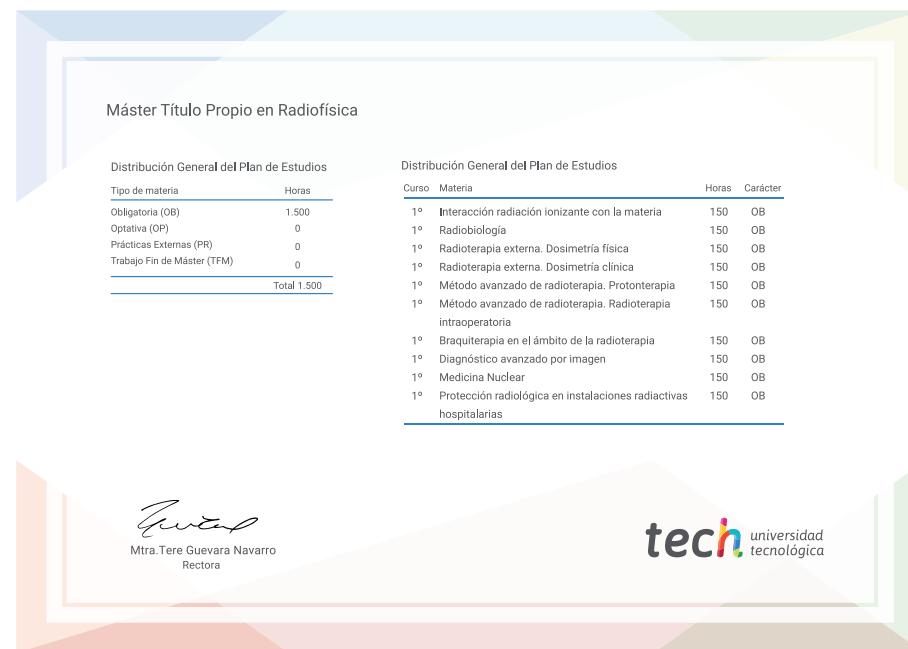 Máster Título Propio en Radiofísica
Distribución General del Plan de Estudios
Tipo de materia Horas
Obligatoria (OB) 1.500
Optativa (OP) 0
Prácticas Externas (PR) 0
Trabajo Fin de Máster (TFM) 0
Total 1.500
Distribución General del Plan de Estudios
Curso Materia Horas Carácter
1º Interacción radiación ionizante con la materia 150 OB
1º Radiobiología 150 OB
1º Radioterapia externa. Dosimetría física 150 OB
1º Radioterapia externa. Dosimetría clínica 150 OB
1º Método avanzado de radioterapia. Protonterapia 150 OB
1º Método avanzado de radioterapia. Radioterapia 150 OB
intraoperatoria
1º Braquiterapia en el ámbito de la radioterapia 150 OB
1º Diagnóstico avanzado por imagen 150 OB
1º Medicina Nuclear 150 OB
1º Protección radiológica en instalaciones radiactivas 150 OB
hospitalarias
Mtra.Tere Guevara Navarro
Rectora
tech universidad
tecnológica